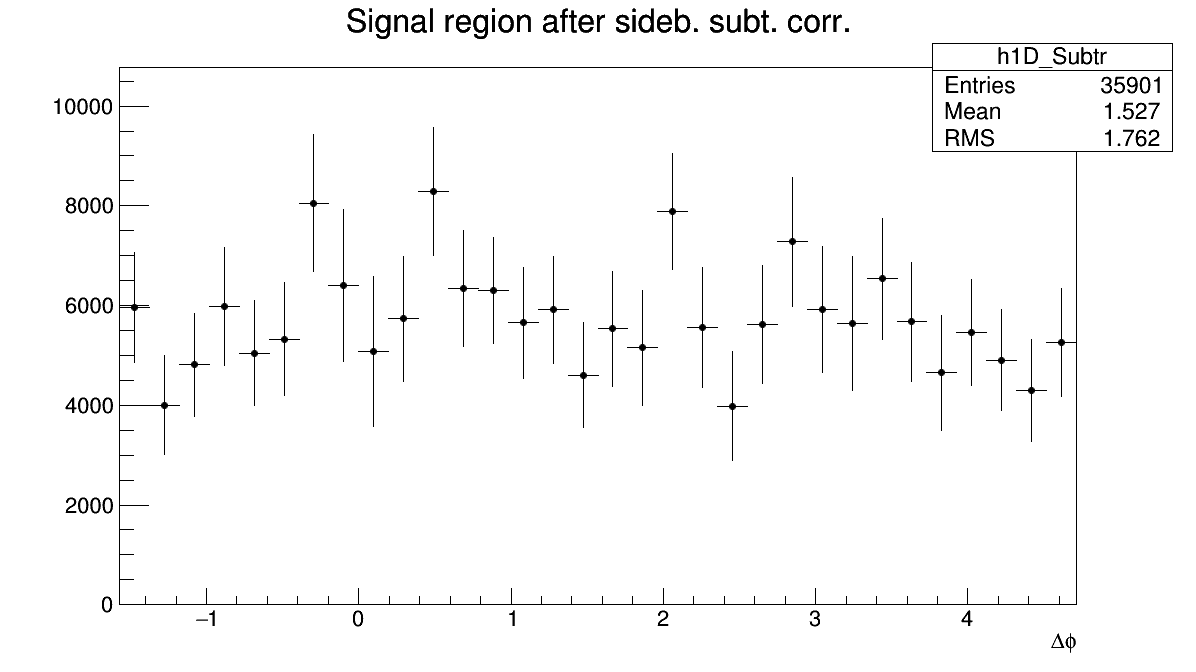 Signal region after sideb. subt. corr.
h1D_Subtr
Entries 35901
Mean 1.527
RMS 1.762
10000
8000
6000
4000
2000
0
−1 0 1 2 3 4
Δϕ